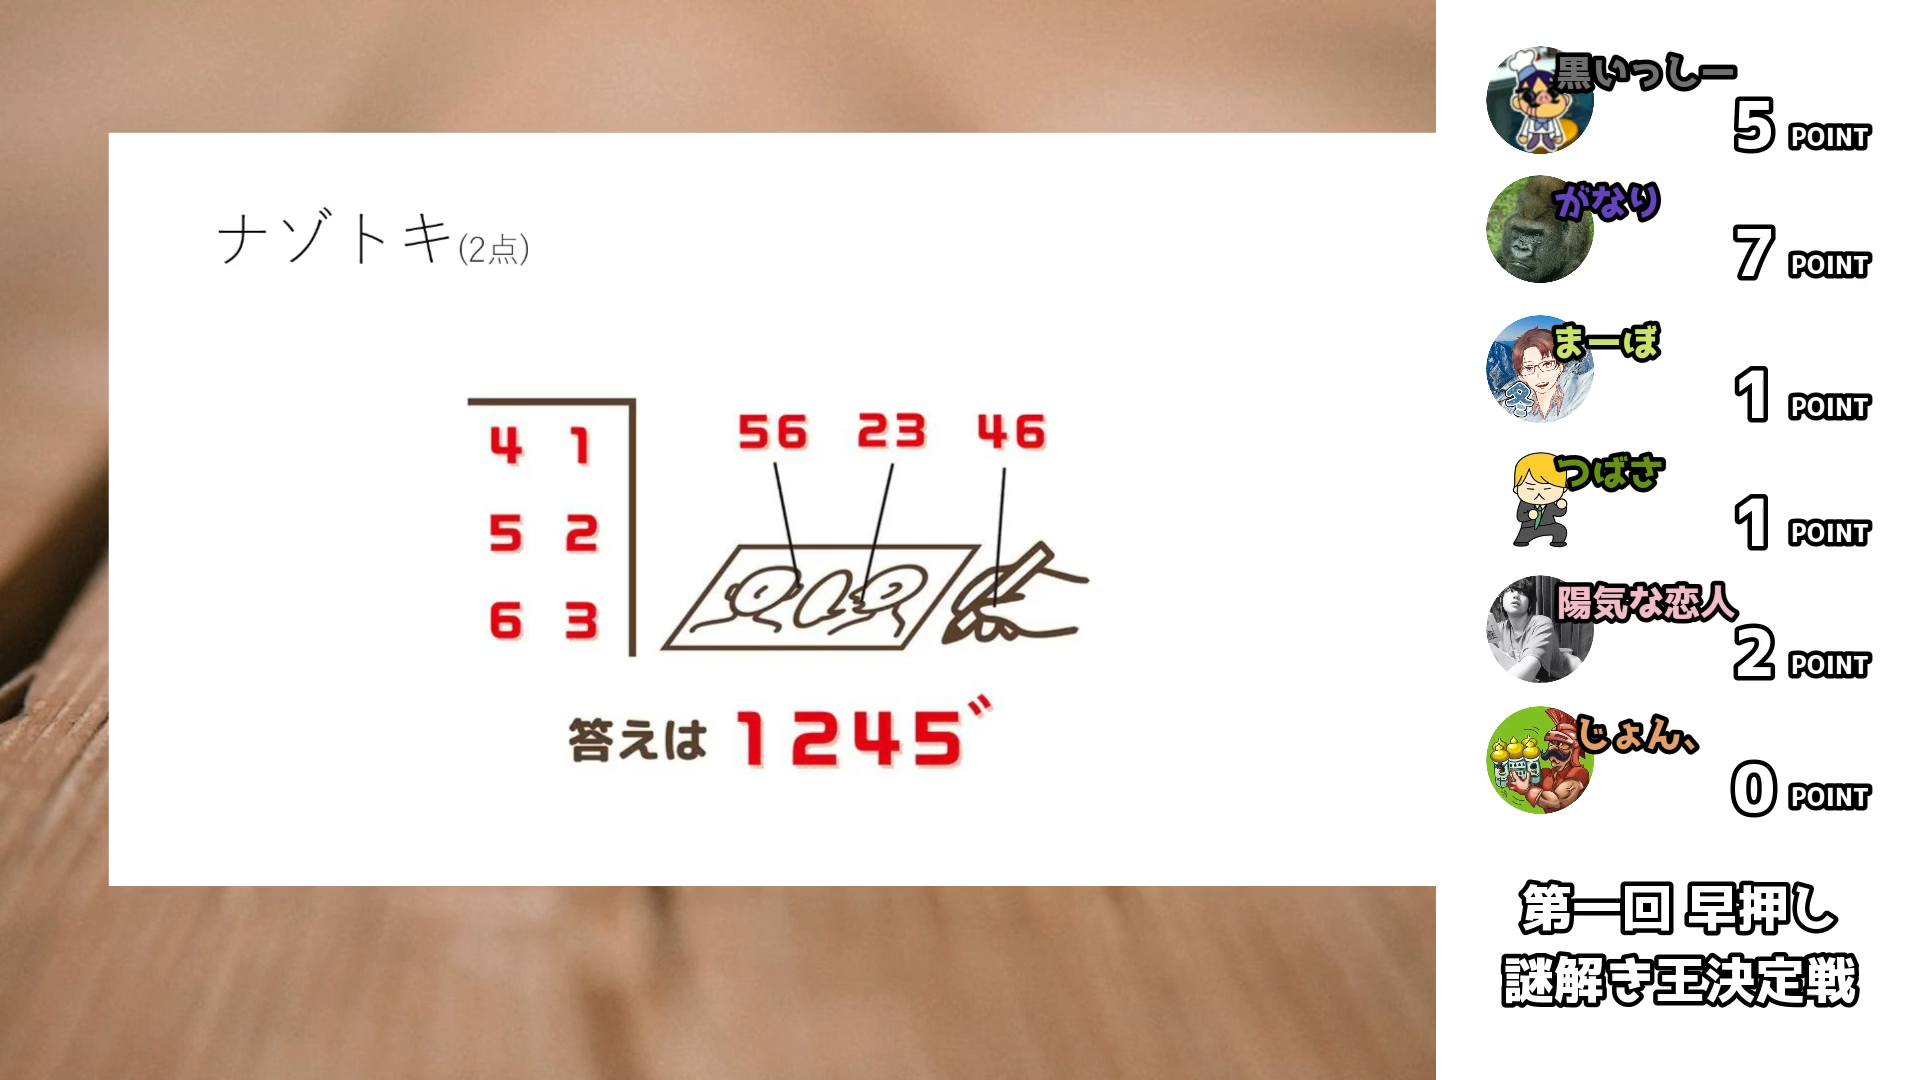 ナゾトキ(2点)
4 1
5 2
6 3
56 23 46
答えは 1245゛
黒いっしー
5 POINT
がなり
7 POINT
まーぼ
1 POINT
つばさ
1 POINT
陽気な恋人
2 POINT
じょん、
0 POINT
第一回 早押し
謎解き王決定戦